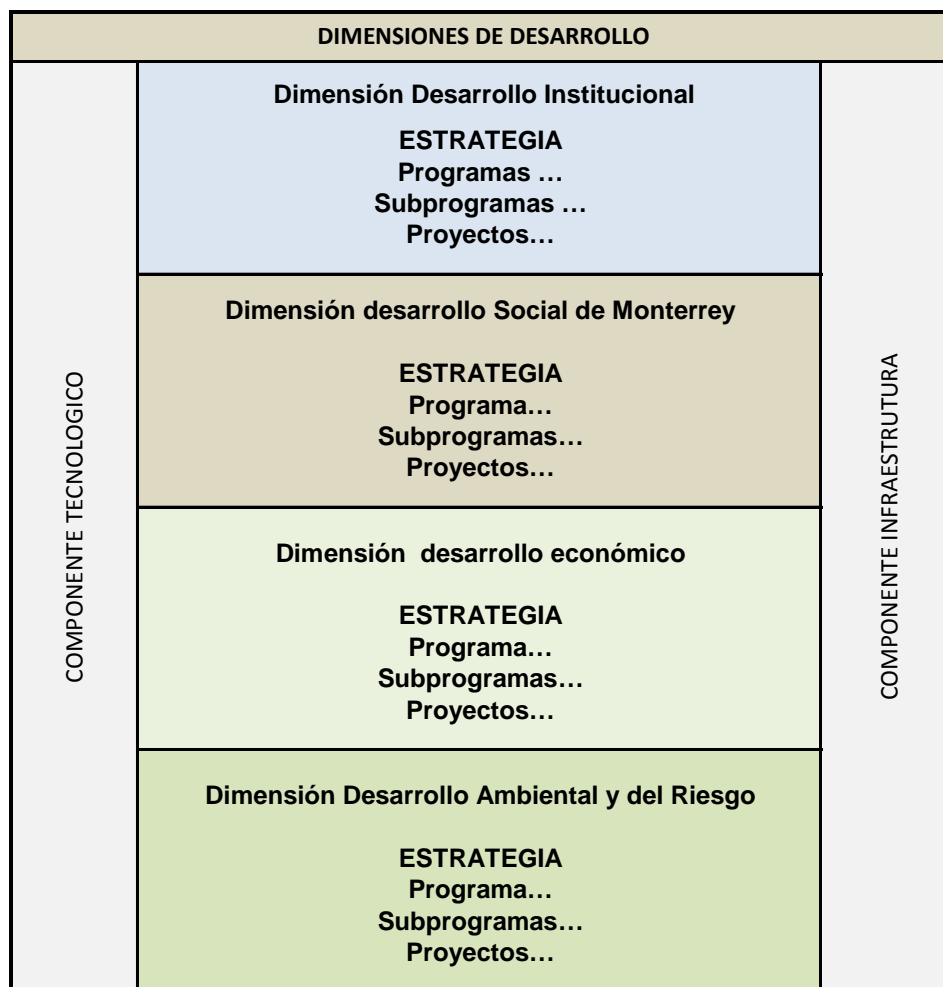 DIMENSIONES DE DESARROLLO
COMPONENTE TECNOLOGICO
Dimensión Desarrollo Institucional
ESTRATEGIA
Programas …
Subprogramas …
Proyectos…
Dimensión desarrollo Social de Monterrey
ESTRATEGIA
Programa…
Subprogramas…
Proyectos…
Dimensión desarrollo económico
ESTRATEGIA
Programa…
Subprogramas…
Proyectos…
Dimensión Desarrollo Ambiental y del Riesgo
ESTRATEGIA
Programa…
Subprogramas…
Proyectos…
COMPONENTE INFRAESTRUTURA